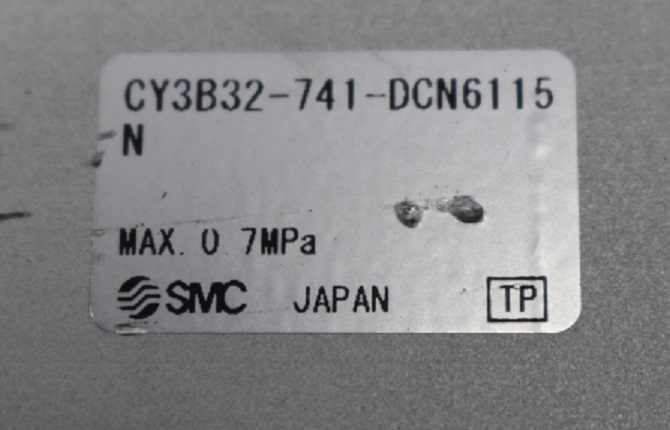 CY3B32-741-DCN6115
N
MAX. 0.7MPa
SMC JAPAN TP